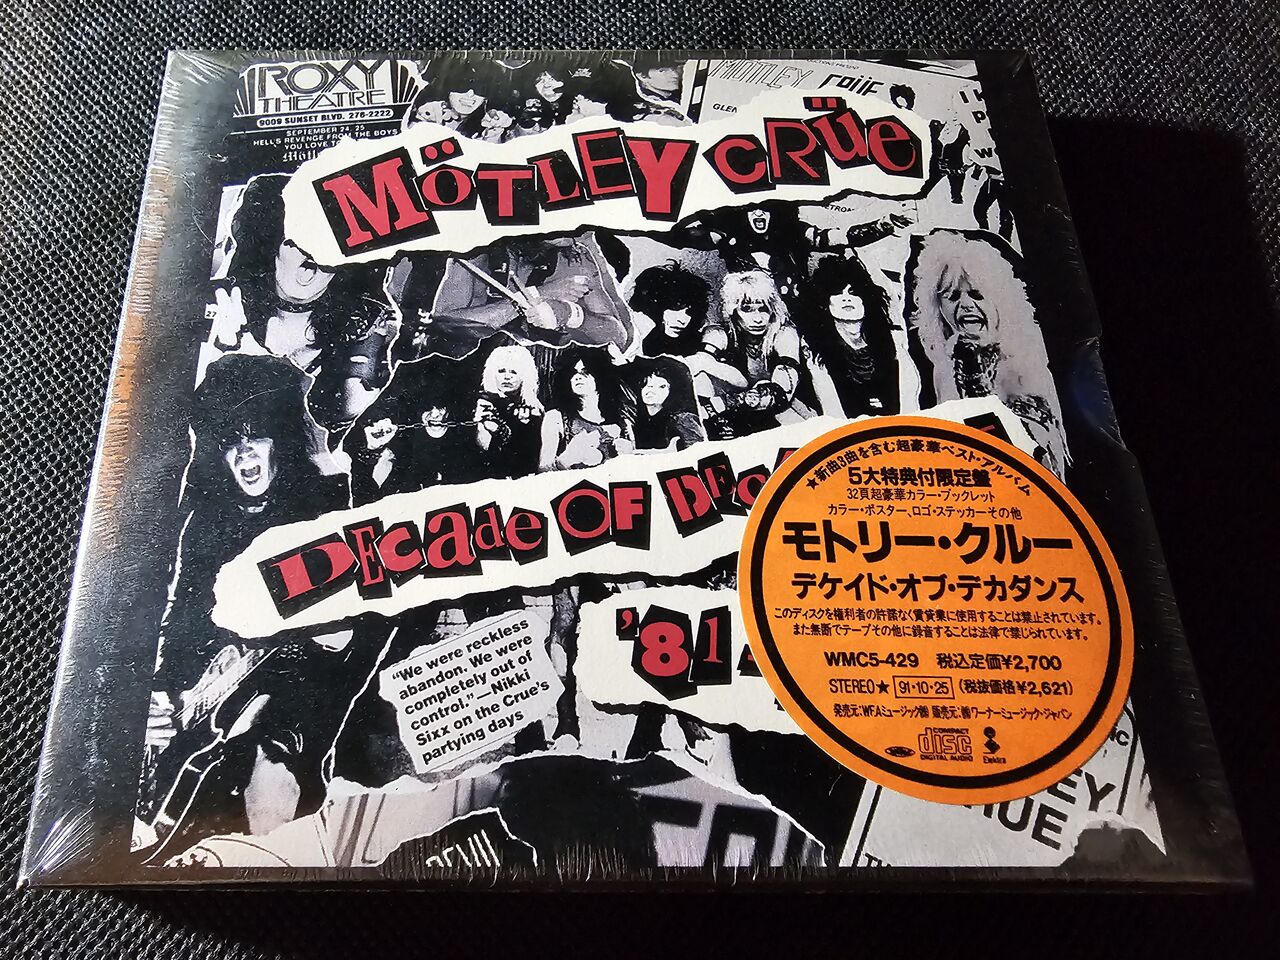 ROXY
THEATRE
9009 SUNSET BLVD. 276-2222
SEPTEMBER 24, 25
HELL'S REVENGE FROM THE BOYS
YOU LOVE TO
MÖTLEY
CRÜE
GLEN
MÖTLEY CRÜE
DECADE OF DEC
'81
"We were reckless
abandon. We were
completely out of
control."—Nikki
Sixx on the Crue's
partying days
★新曲3曲を含む超豪華ベスト・アルバム
5大特典付限定盤
32頁超豪華カラー・ブックレット
カラー・ポスター、ロゴ・ステッカーその他
モトリー・クルー
デケイド・オブ・デカダンス
このディスクを権利者の許諾なく賃貸業に使用することは禁止されています。
また無断でテープその他に録音することは法律で禁じられています。
WMC5-429 税込定価¥2,700
STEREO★ 91·10·25 (税抜価格¥2,621)
発売元:WEAミュージック㈱ 販売元:㈱ワーナーミュージック・ジャパン
COMPACT
disc
DIGITAL AUDIO
Elektra
LEY
RUE